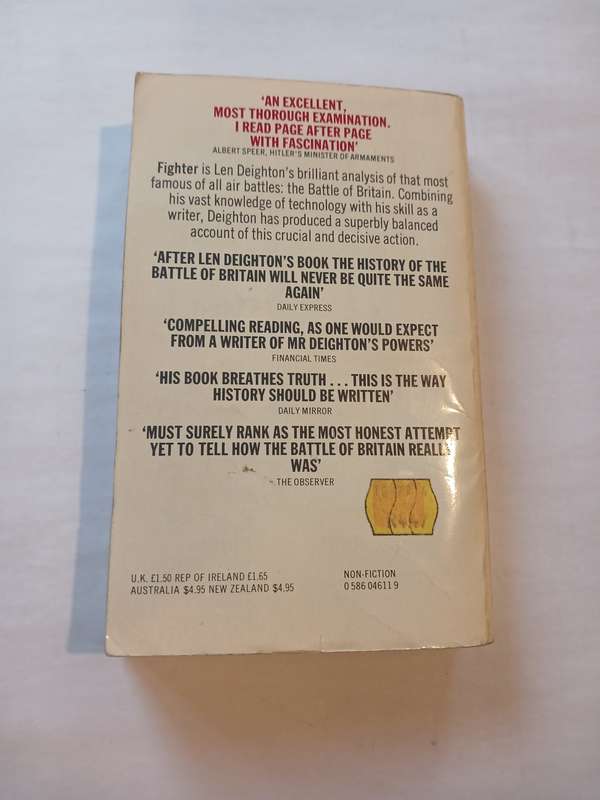 'AN EXCELLENT,
MOST THOROUGH EXAMINATION.
I READ PAGE AFTER PAGE
WITH FASCINATION'
ALBERT SPEER, HITLER'S MINISTER OF ARMAMENTS
Fighter is Len Deighton's brilliant analysis of that most
famous of all air battles: the Battle of Britain. Combining
his vast knowledge of technology with his skill as a
writer, Deighton has produced a superbly balanced
account of this crucial and decisive action.
'AFTER LEN DEIGHTON'S BOOK THE HISTORY OF THE
BATTLE OF BRITAIN WILL NEVER BE QUITE THE SAME
AGAIN'
DAILY EXPRESS
'COMPELLING READING, AS ONE WOULD EXPECT
FROM A WRITER OF MR DEIGHTON'S POWERS'
FINANCIAL TIMES
'HIS BOOK BREATHES TRUTH... THIS IS THE WAY
HISTORY SHOULD BE WRITTEN'
DAILY MIRROR
'MUST SURELY RANK AS THE MOST HONEST ATTEMPT
YET TO TELL HOW THE BATTLE OF BRITAIN REALLY
WAS'
THE OBSERVER
U.K. £1.50 REP OF IRELAND £1.65
AUSTRALIA $4.95 NEW ZEALAND $4.95
NON-FICTION
0 586 04611 9